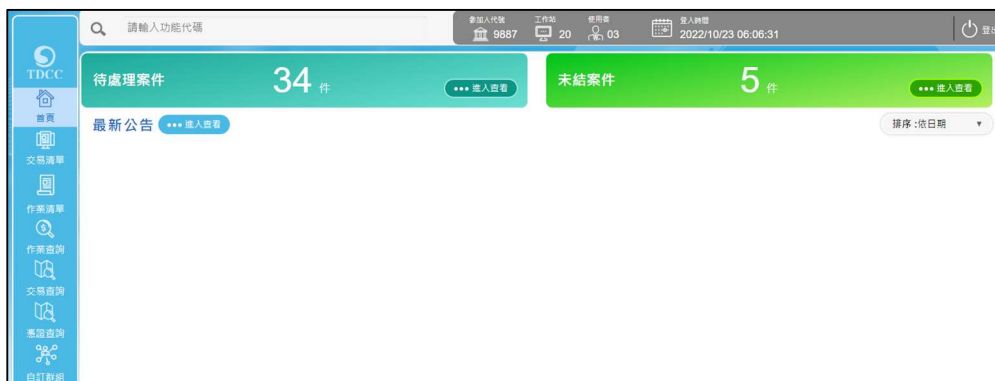 請輸入功能代碼
參加人代號
9887
工作站
20
使用者
03
登入時間
2022/10/23 06:06:31
登出
TDCC
首頁
交易清單
作業清單
作業查詢
交易查詢
憑證查詢
自訂群組
待處理案件
34 件
••• 進入查看
未結案件
5 件
••• 進入查看
最新公告
••• 進入查看
排序 :依日期